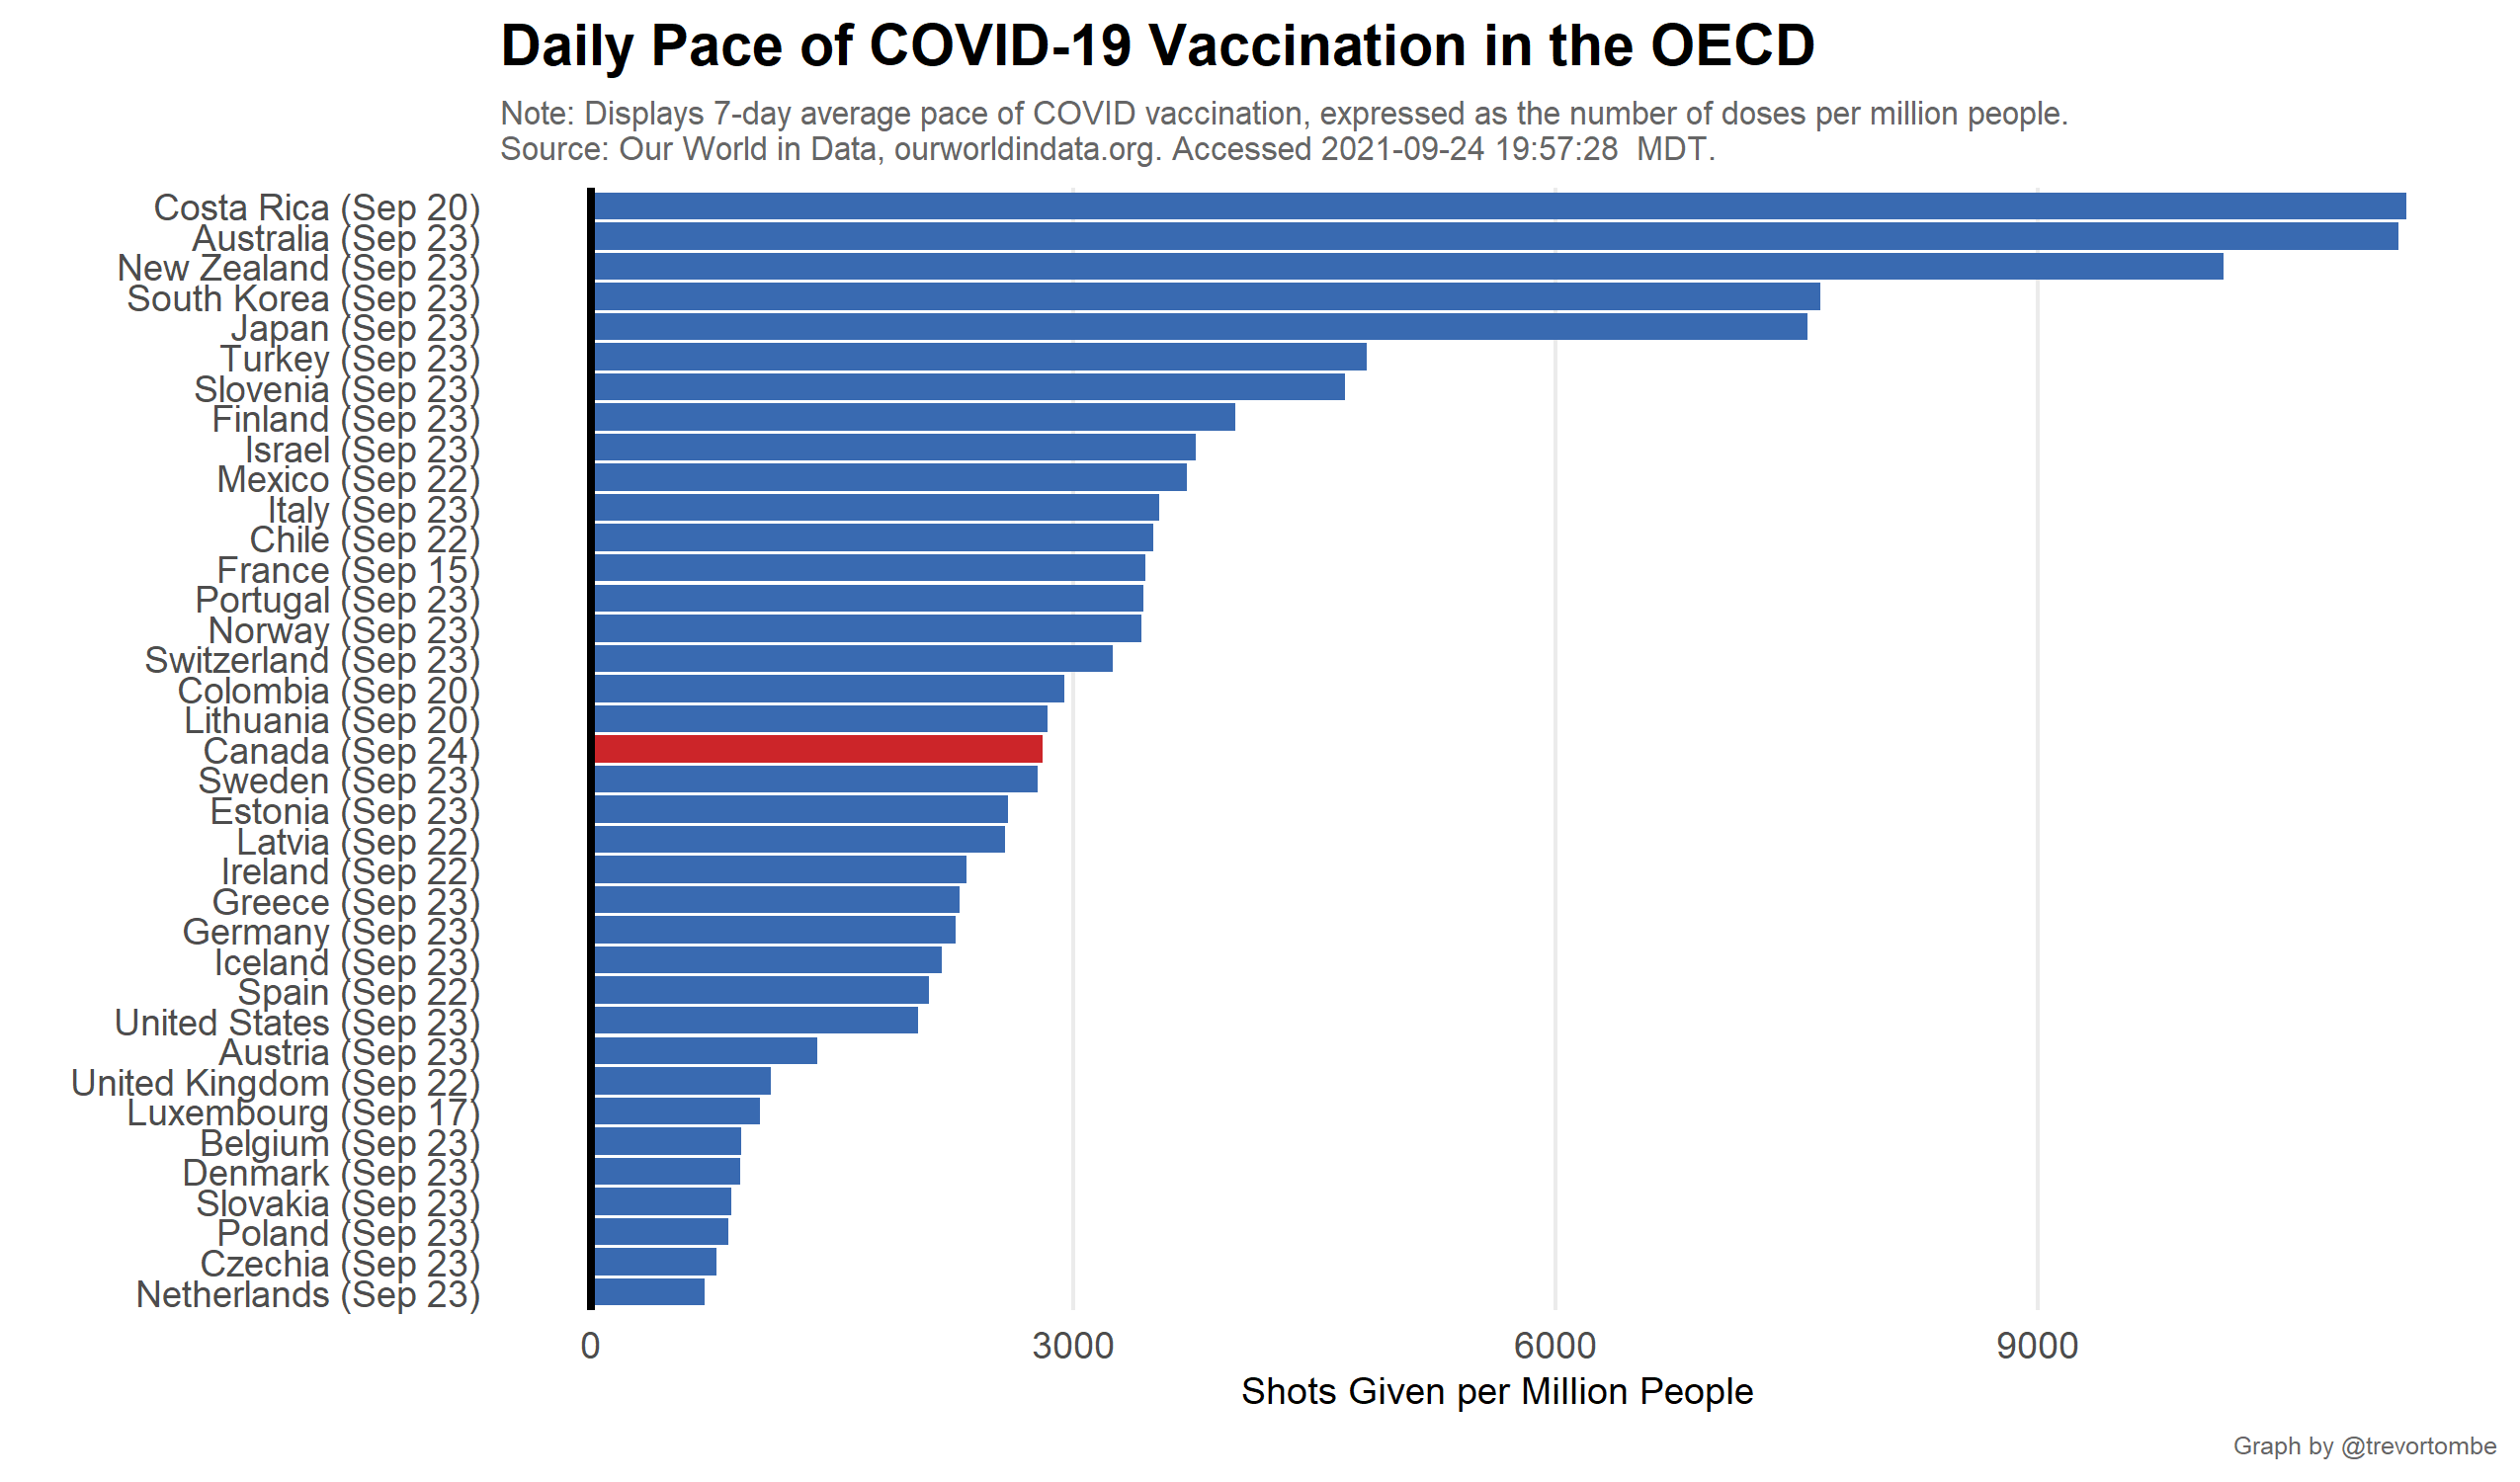 Daily Pace of COVID-19 Vaccination in the OECD
Note: Displays 7-day average pace of COVID vaccination, expressed as the number of doses per million people.
Source: Our World in Data, ourworldindata.org. Accessed 2021-09-24 19:57:28  MDT.
Costa Rica (Sep 20)
Australia (Sep 23)
New Zealand (Sep 23)
South Korea (Sep 23)
Japan (Sep 23)
Turkey (Sep 23)
Slovenia (Sep 23)
Finland (Sep 23)
Israel (Sep 23)
Mexico (Sep 22)
Italy (Sep 23)
Chile (Sep 22)
France (Sep 15)
Portugal (Sep 23)
Norway (Sep 23)
Switzerland (Sep 23)
Colombia (Sep 20)
Lithuania (Sep 20)
Canada (Sep 24)
Sweden (Sep 23)
Estonia (Sep 23)
Latvia (Sep 22)
Ireland (Sep 22)
Greece (Sep 23)
Germany (Sep 23)
Iceland (Sep 23)
Spain (Sep 22)
United States (Sep 23)
Austria (Sep 23)
United Kingdom (Sep 22)
Luxembourg (Sep 17)
Belgium (Sep 23)
Denmark (Sep 23)
Slovakia (Sep 23)
Poland (Sep 23)
Czechia (Sep 23)
Netherlands (Sep 23)
0 3000 6000 9000
Shots Given per Million People
Graph by @trevortombe